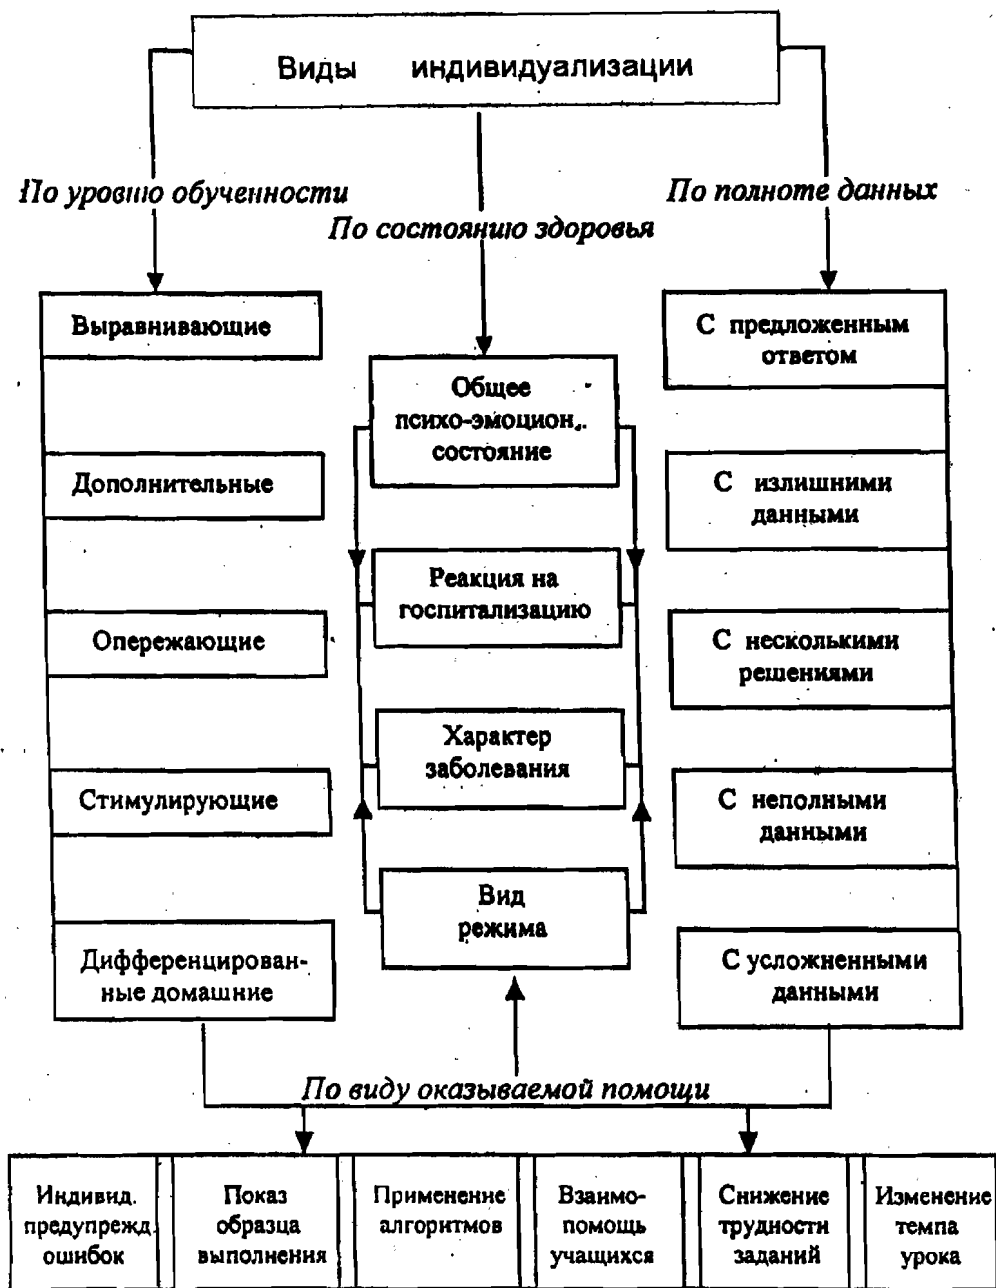 Виды индивидуализации
По уровню обученности
По состоянию здоровья
По полноте данных
Выравнивающие
Дополнительные
Опережающие
Стимулирующие
Дифференцирован-
ные домашние
Общее
психо-эмоцион.
состояние
Реакция на
госпитализацию
Характер
заболевания
Вид
режима
С предложенным
ответом
С излишними
данными
С несколькими
решениями
С неполными
данными
С усложненными
данными
По виду оказываемой помощи
Индивид.
предупрежд.
ошибок
Показ
образца
выполнения
Применение
алгоритмов
Взаимо-
помощь
учащихся
Снижение
трудности
заданий
Изменение
темпа
урока